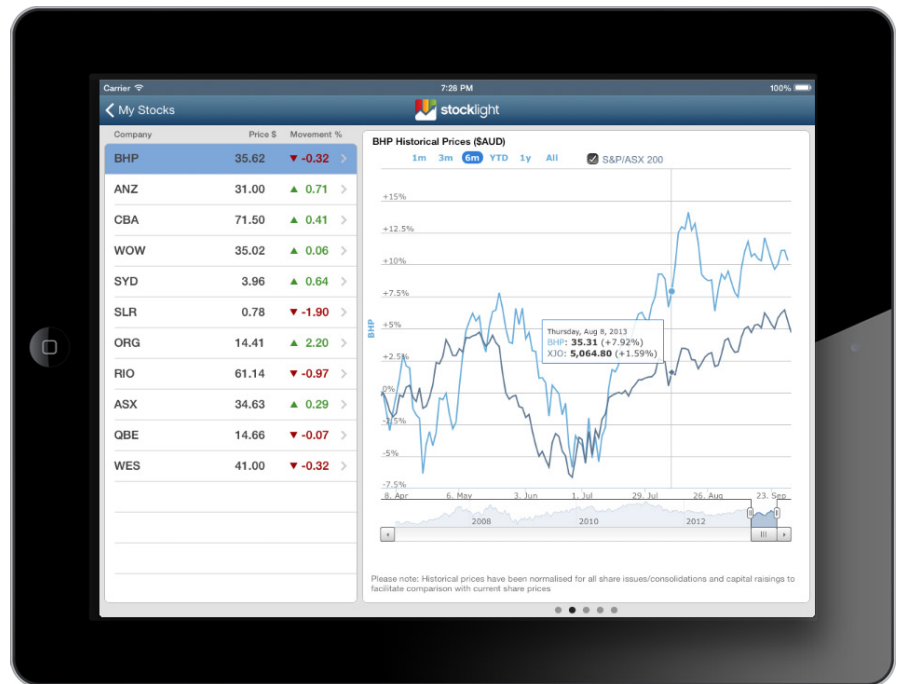 Carrier 7:28 PM 100%
My Stocks stocklight
Company Price $ Movement %
BHP 35.62 ▼ -0.32
ANZ 31.00 ▲ 0.71
CBA 71.50 ▲ 0.41
WOW 35.02 ▲ 0.06
SYD 3.96 ▲ 0.64
SLR 0.78 ▼ -1.90
ORG 14.41 ▲ 2.20
RIO 61.14 ▼ -0.97
ASX 34.63 ▲ 0.29
QBE 14.66 ▼ -0.07
WES 41.00 ▼ -0.32
BHP Historical Prices ($AUD)
1m 3m 6m YTD 1y All S&P/ASX 200
+15%
+12.5%
+10%
+7.5%
+5%
+2.5%
0%
-2.5%
-5%
-7.5%
BHP
Thursday, Aug 8, 2013
BHP: 35.31 (+7.92%)
XJO: 5,064.80 (+1.59%)
8. Apr 6. May 3. Jun 1. Jul 29. Jul 26. Aug 23. Sep
2008 2010 2012
Please note: Historical prices have been normalised for all share issues/consolidations and capital raisings to
facilitate comparison with current share prices